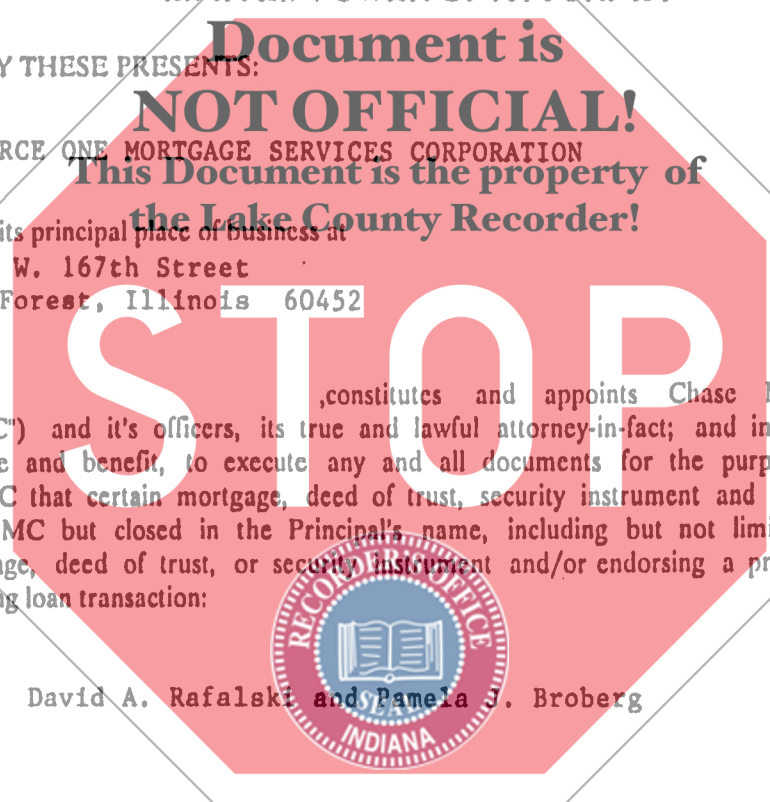 Document is
Y THESE PRESENTS:
NOT OFFICIAL!
RCE ONE MORTGAGE SERVICES CORPORATION
This Document is the property of
the Lake County Recorder!
its principal place of business at
W. 167th Street
Forest, Illinois 60452
STOP
,constitutes and appoints Chase
C") and it's officers, its true and lawful attorney-in-fact; and in
e and benefit, to execute any and all documents for the purp
C that certain mortgage, deed of trust, security instrument and
MC but closed in the Principal's name, including but not limi
ge, deed of trust, or security instrument and/or endorsing a pr
ng loan transaction:
RECORDER'S OFFICE
SEAL
INDIANA
David A. Rafalski and Pamela J. Broberg